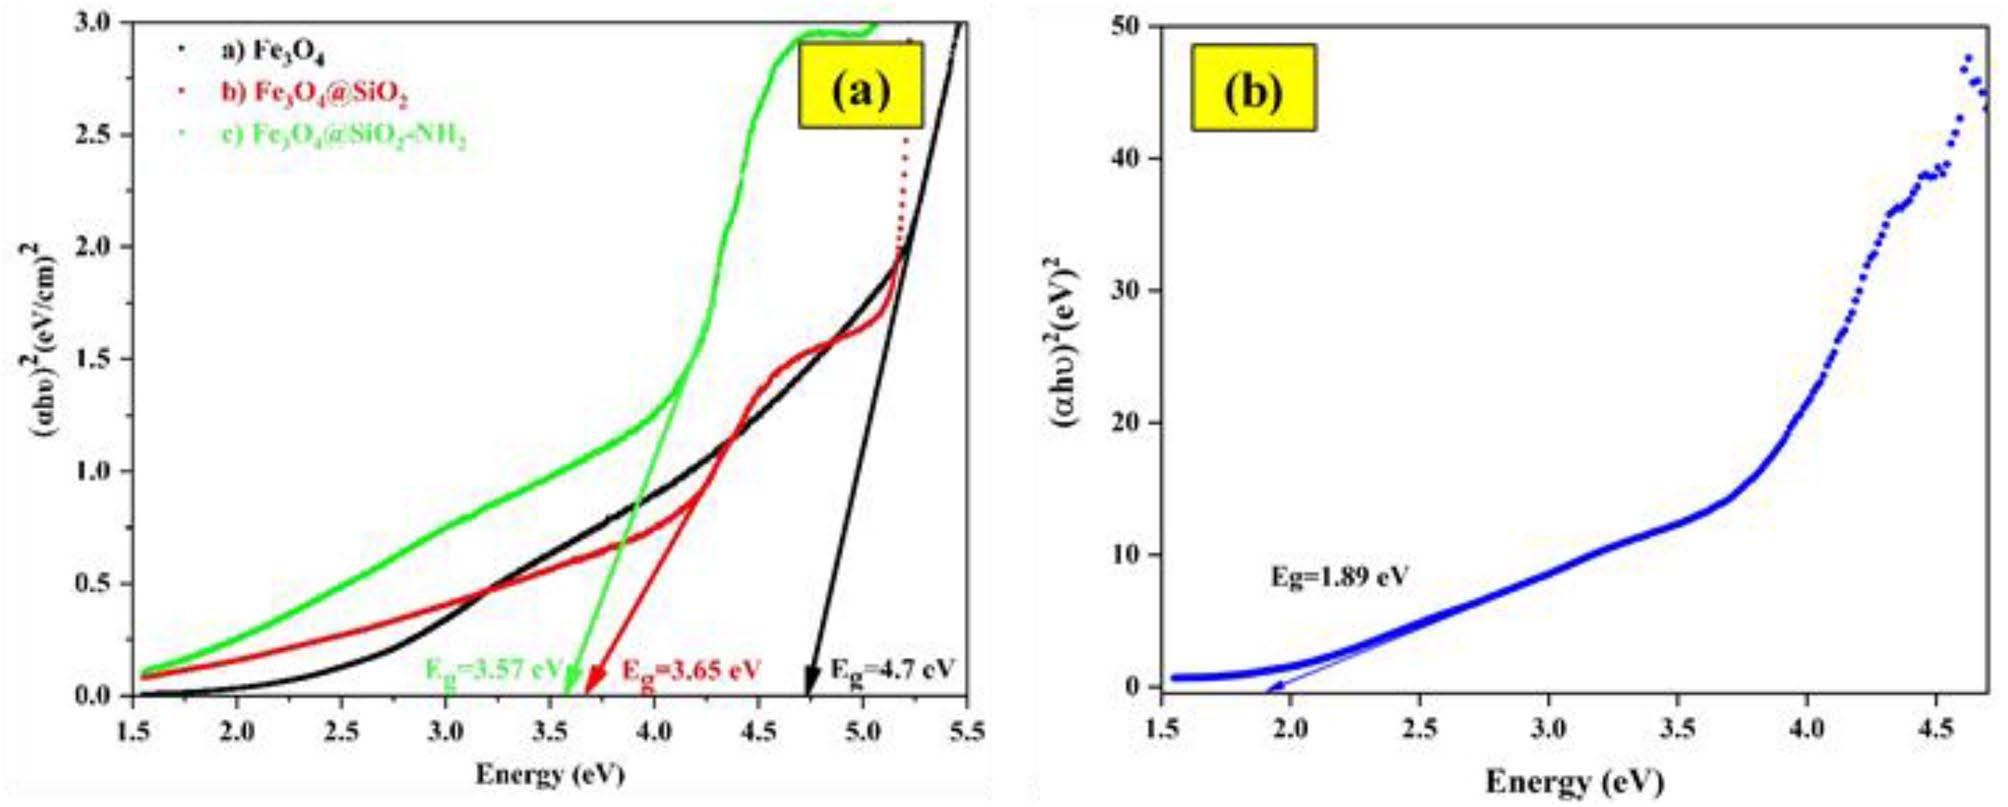 3.0
2.5
2.0
1.5
1.0
0.5
0.0
a) Fe₃O₄
b) Fe₃O₄@SiO₂
c) Fe₃O₄@SiO₂-NH₂
(a)
(αhυ)²(eV/cm)²
Eg=3.57 eV
Eg=3.65 eV
Eg=4.7 eV
1.5 2.0 2.5 3.0 3.5 4.0 4.5 5.0 5.5
Energy (eV)
50
40
30
20
10
0
(b)
(αhυ)²(eV)²
Eg=1.89 eV
1.5 2.0 2.5 3.0 3.5 4.0 4.5
Energy (eV)